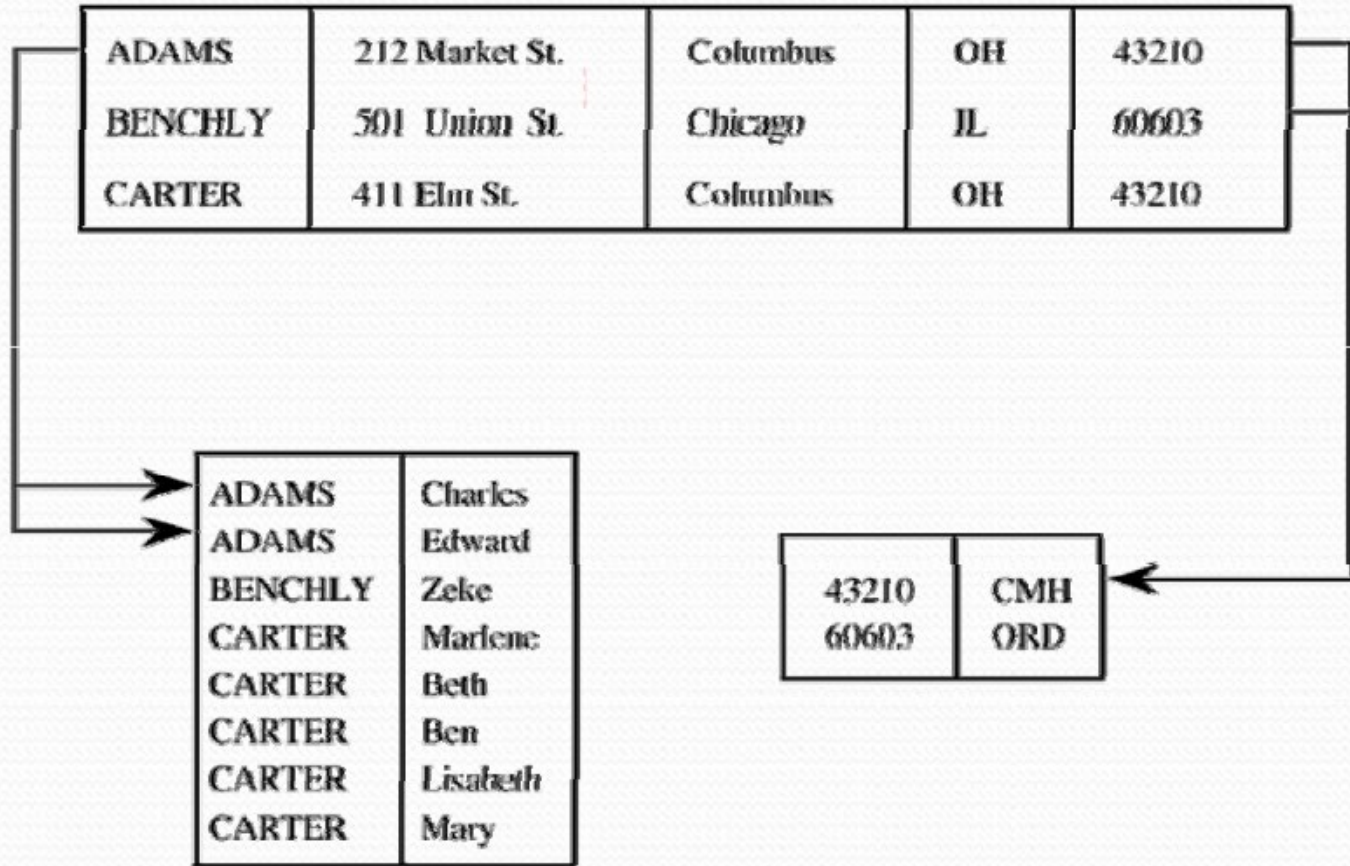 ADAMS 212 Market St. Columbus OH 43210
BENCHLY 501 Union St. Chicago IL 60603
CARTER 411 Elm St. Columbus OH 43210
ADAMS Charles
ADAMS Edward
BENCHLY Zeke
CARTER Marlene
CARTER Beth
CARTER Ben
CARTER Lisabeth
CARTER Mary
43210 CMH
60603 ORD